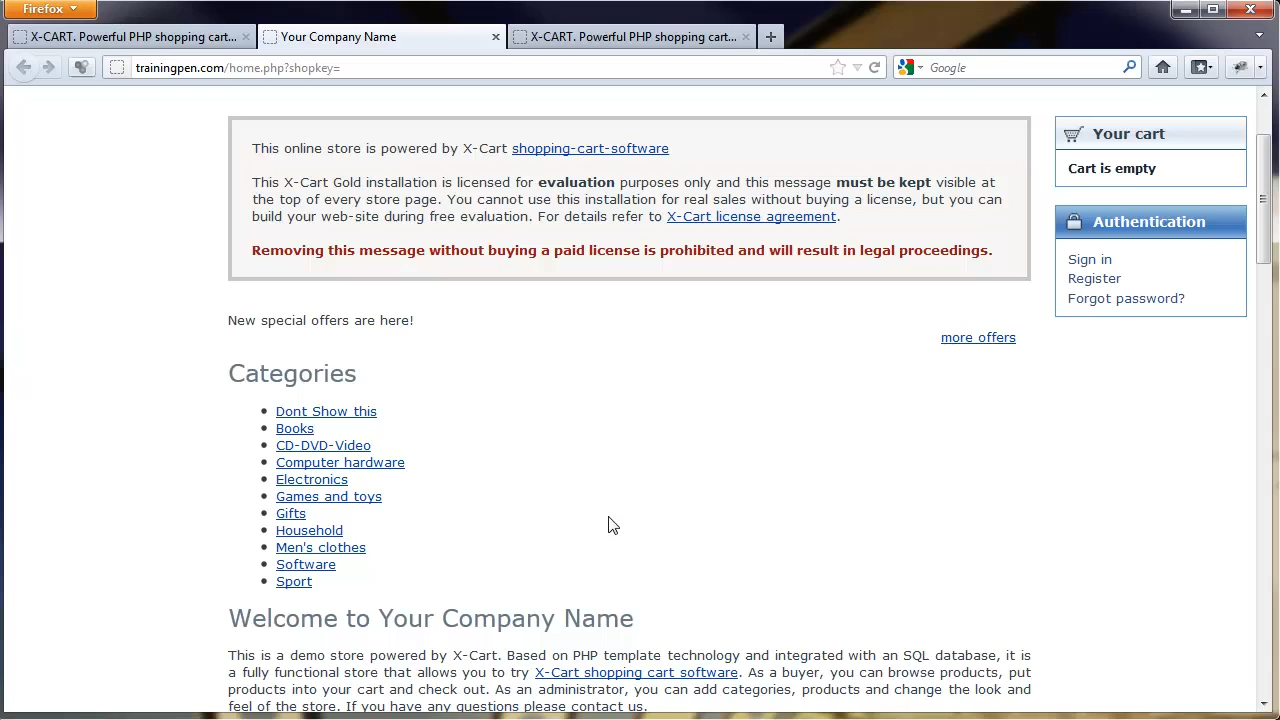 Firefox
X-CART. Powerful PHP shopping cart...
Your Company Name
X-CART. Powerful PHP shopping cart...
trainingpen.com/home.php?shopkey=
Google
This online store is powered by X-Cart shopping-cart-software
This X-Cart Gold installation is licensed for evaluation purposes only and this message must be kept visible at
the top of every store page. You cannot use this installation for real sales without buying a license, but you can
build your web-site during free evaluation. For details refer to X-Cart license agreement.
Removing this message without buying a paid license is prohibited and will result in legal proceedings.
Your cart
Cart is empty
Authentication
Sign in
Register
Forgot password?
New special offers are here!
more offers
Categories
Dont Show this
Books
CD-DVD-Video
Computer hardware
Electronics
Games and toys
Gifts
Household
Men's clothes
Software
Sport
Welcome to Your Company Name
This is a demo store powered by X-Cart. Based on PHP template technology and integrated with an SQL database, it is
a fully functional store that allows you to try X-Cart shopping cart software. As a buyer, you can browse products, put
products into your cart and check out. As an administrator, you can add categories, products and change the look and
feel of the store. If you have any questions please contact us.